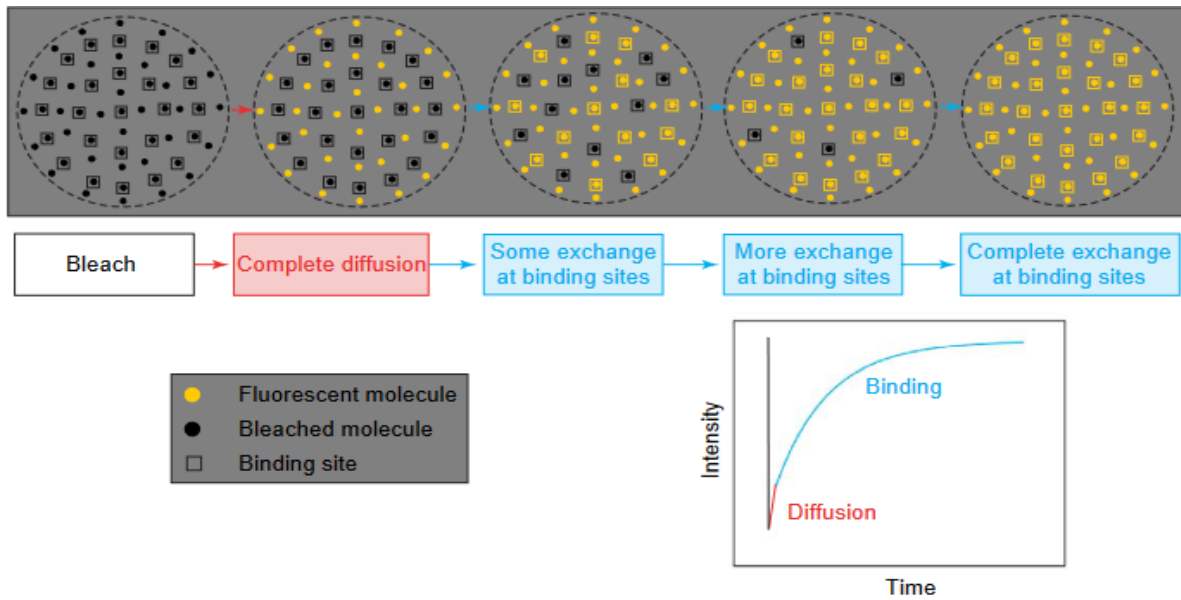 Bleach
Complete diffusion
Some exchange
at binding sites
More exchange
at binding sites
Complete exchange
at binding sites
Fluorescent molecule
Bleached molecule
Binding site
Intensity
Binding
Diffusion
Time